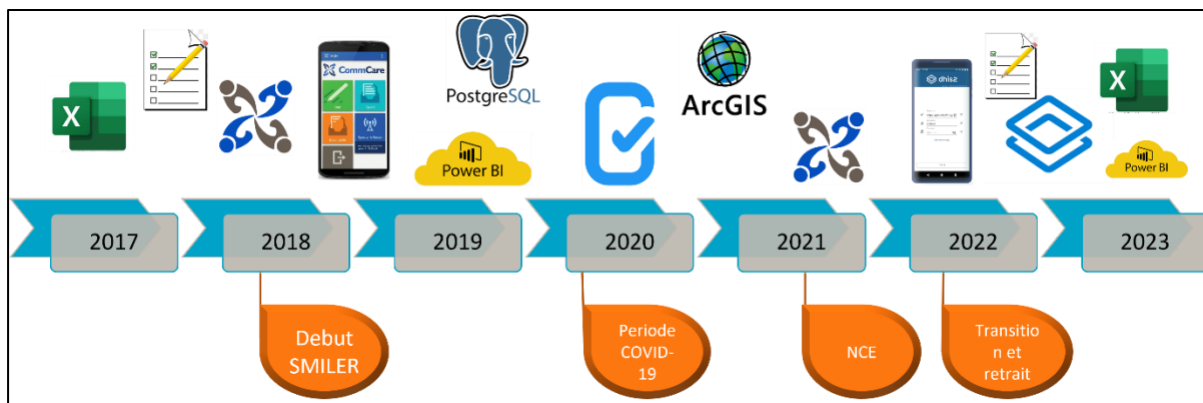 X
CommCare
PostgreSQL
Power BI
ArcGIS
dhis2
X
Power BI
2017
2018
2019
2020
2021
2022
2023
Debut
SMILER
Periode
COVID-
19
NCE
Transitio
n et
retrait